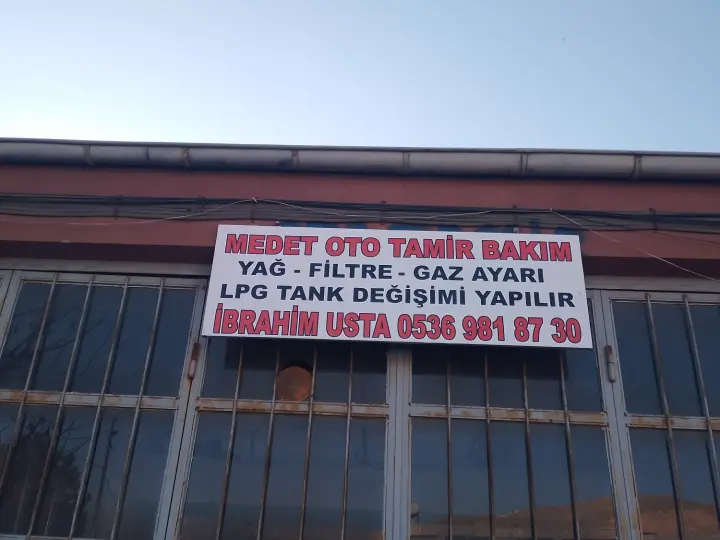 MEDET OTO TAMİR BAKIM
YAĞ - FİLTRE - GAZ AYARI
LPG TANK DEĞİŞİMİ YAPILIR
İBRAHİM USTA 0536 981 87 30